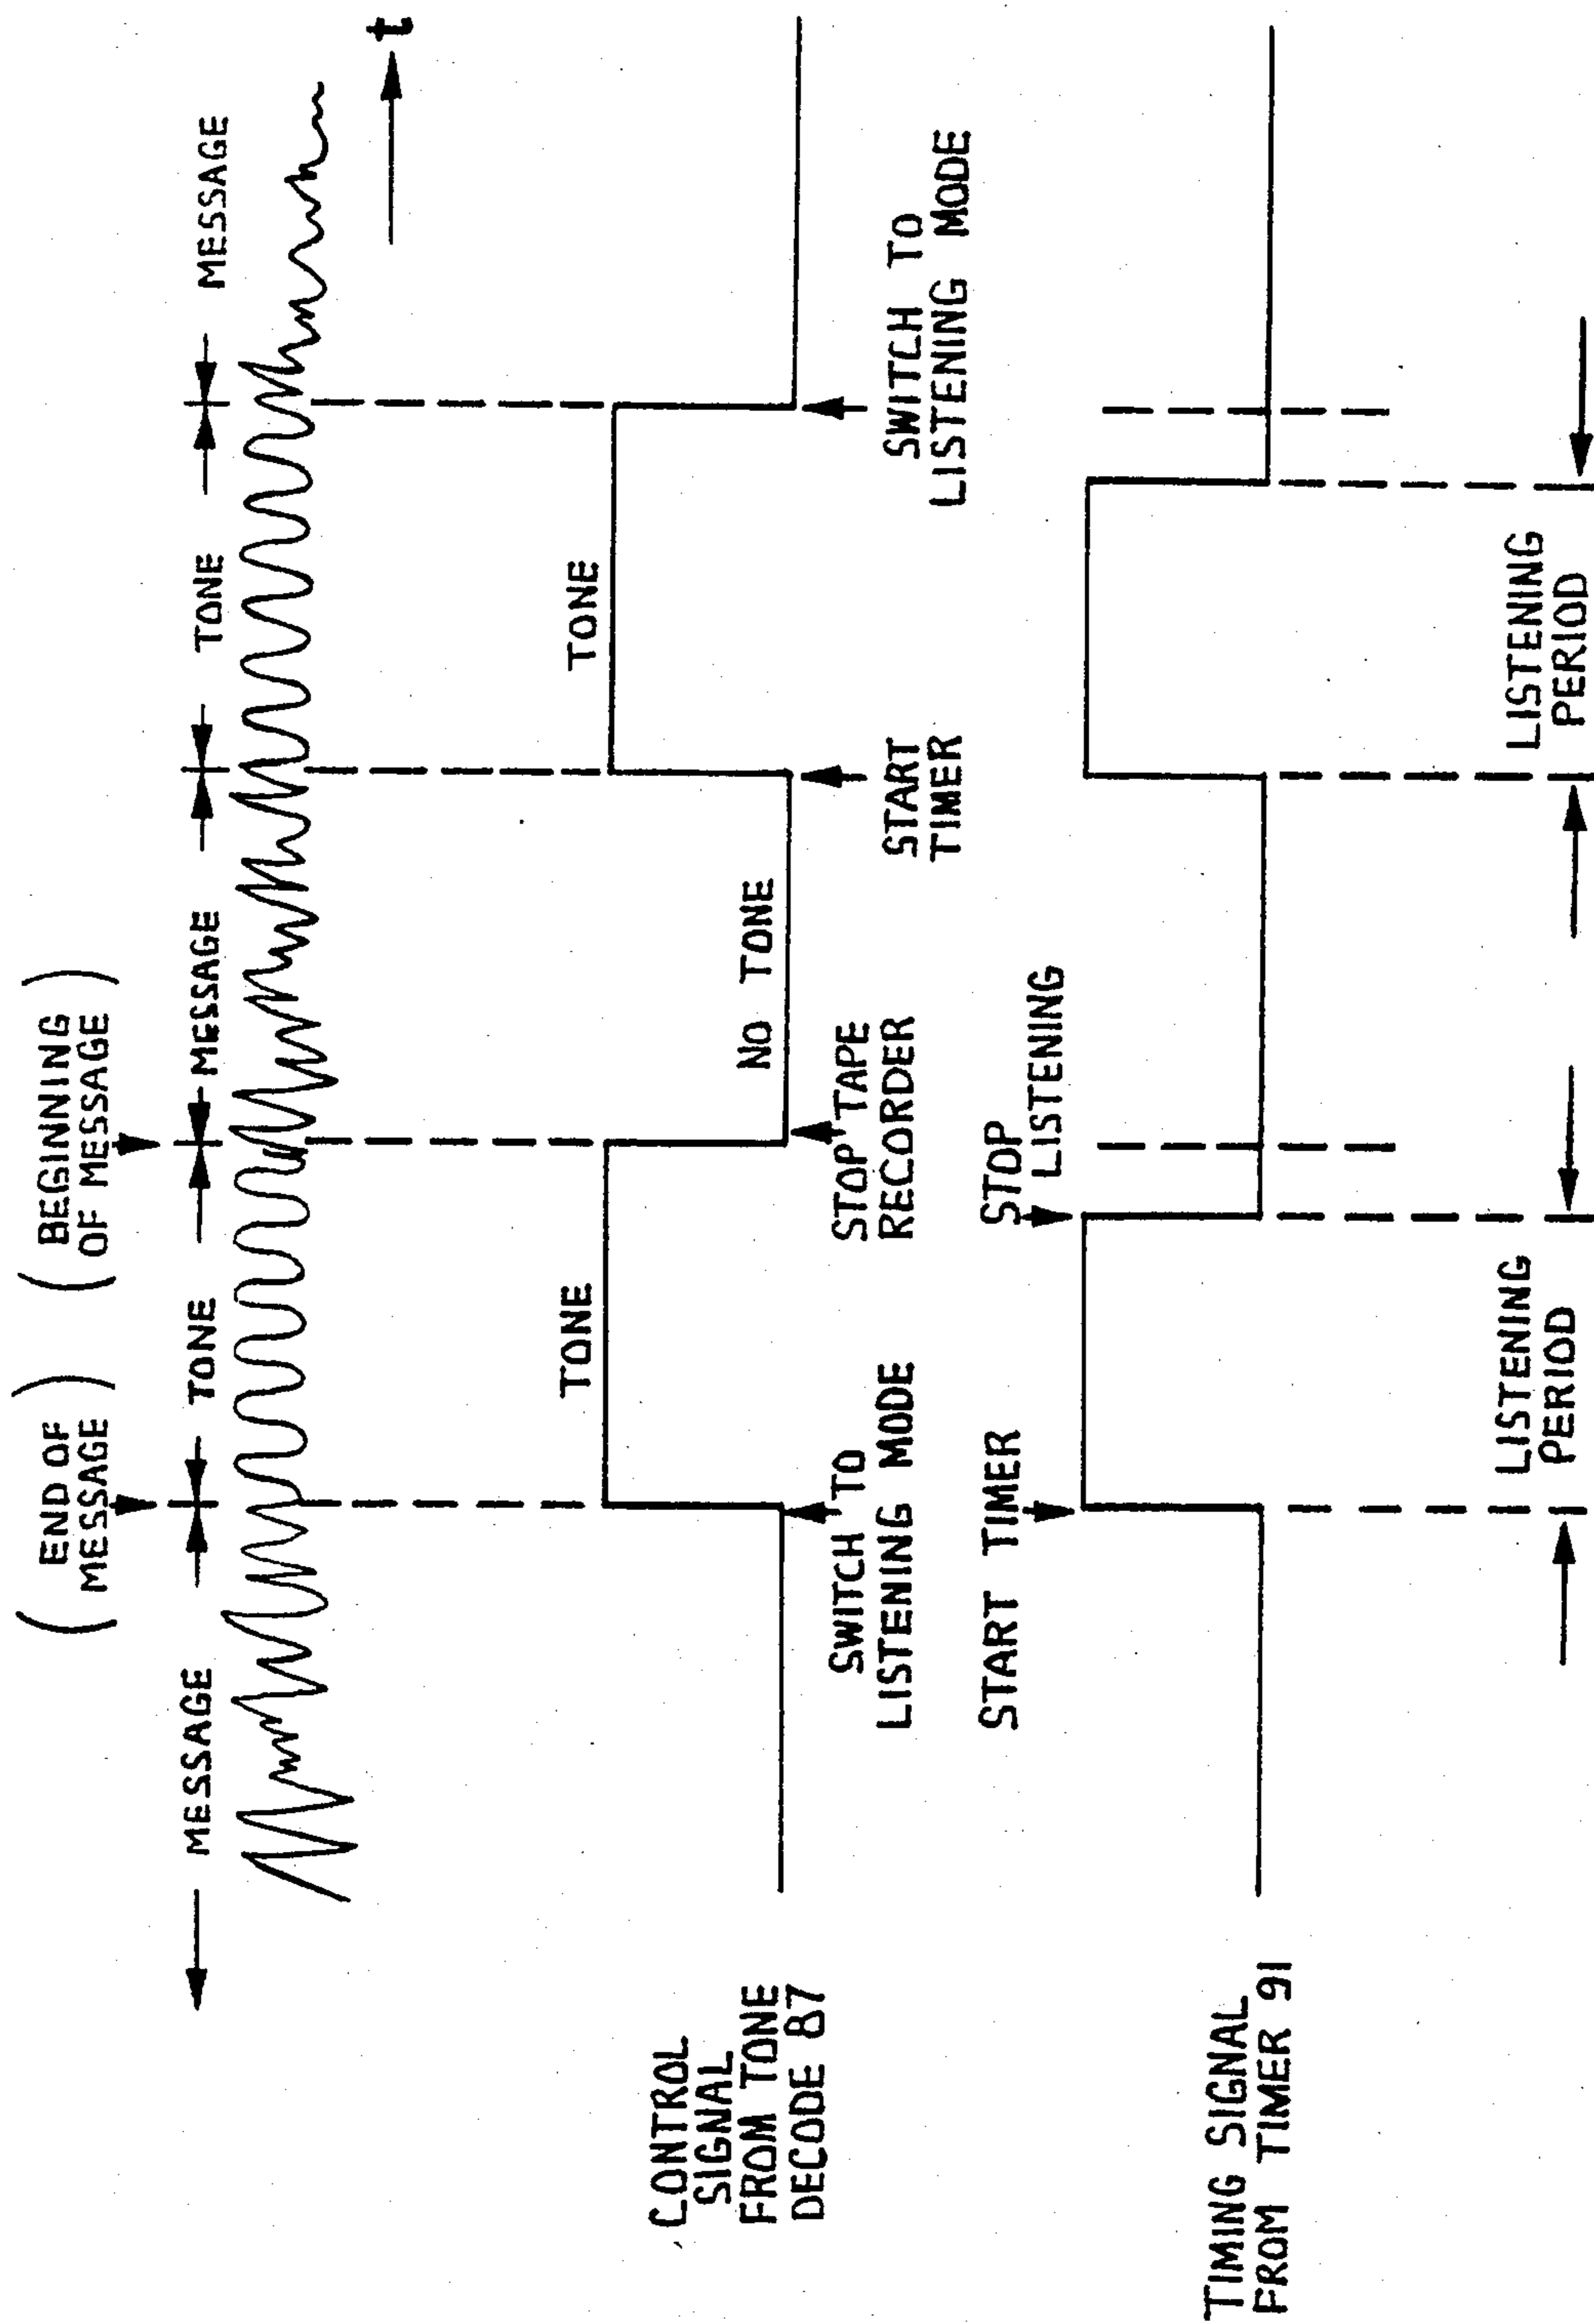 ( END OF
MESSAGE )
( BEGINNING
OF MESSAGE )
MESSAGE
TONE
MESSAGE
TONE
MESSAGE
t
CONTROL
SIGNAL
FROM TONE
DECODE 87
TONE
NO TONE
TONE
SWITCH TO
LISTENING MODE
STOP TAPE
RECORDER
START
TIMER
SWITCH TO
LISTENING MODE
START TIMER
STOP
LISTENING
TIMING SIGNAL
FROM TIMER 91
LISTENING
PERIOD
LISTENING
PERIOD